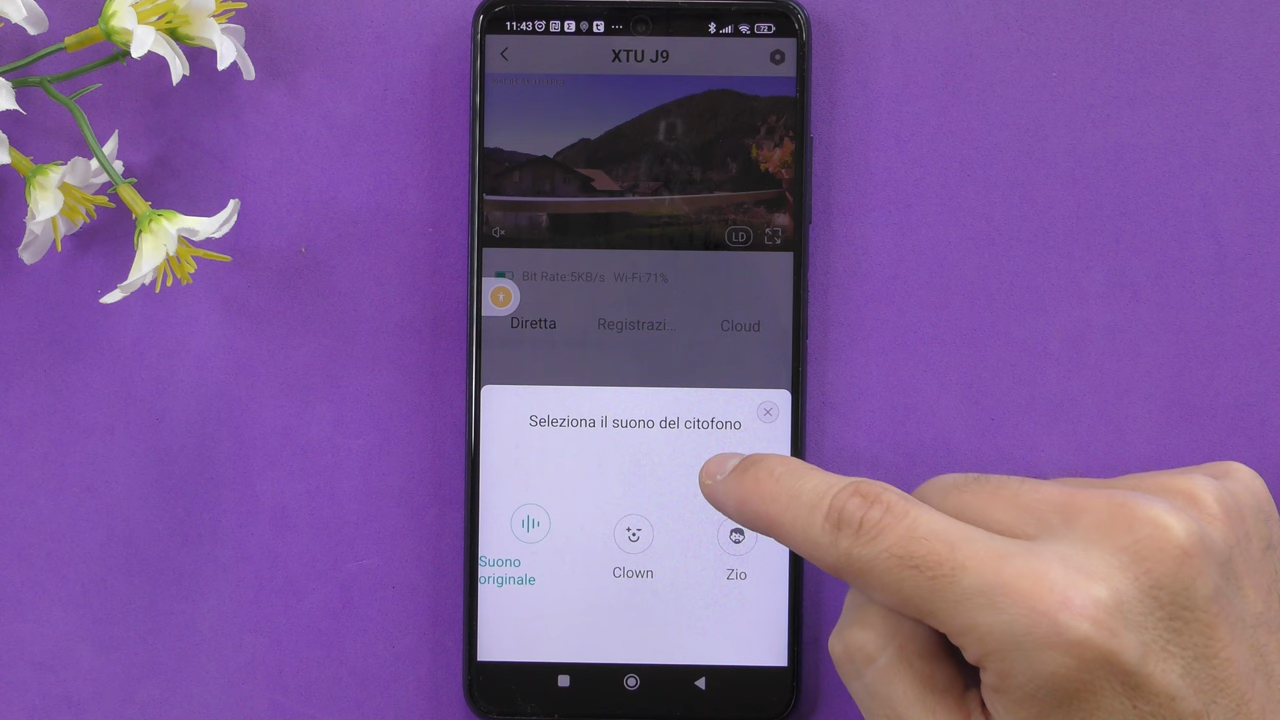 11:43
72
XTU J9
LD
Bit Rate:5KB/s Wi-Fi:71%
Diretta Registrazi... Cloud
Seleziona il suono del citofono
Suono
originale
Clown
Zio